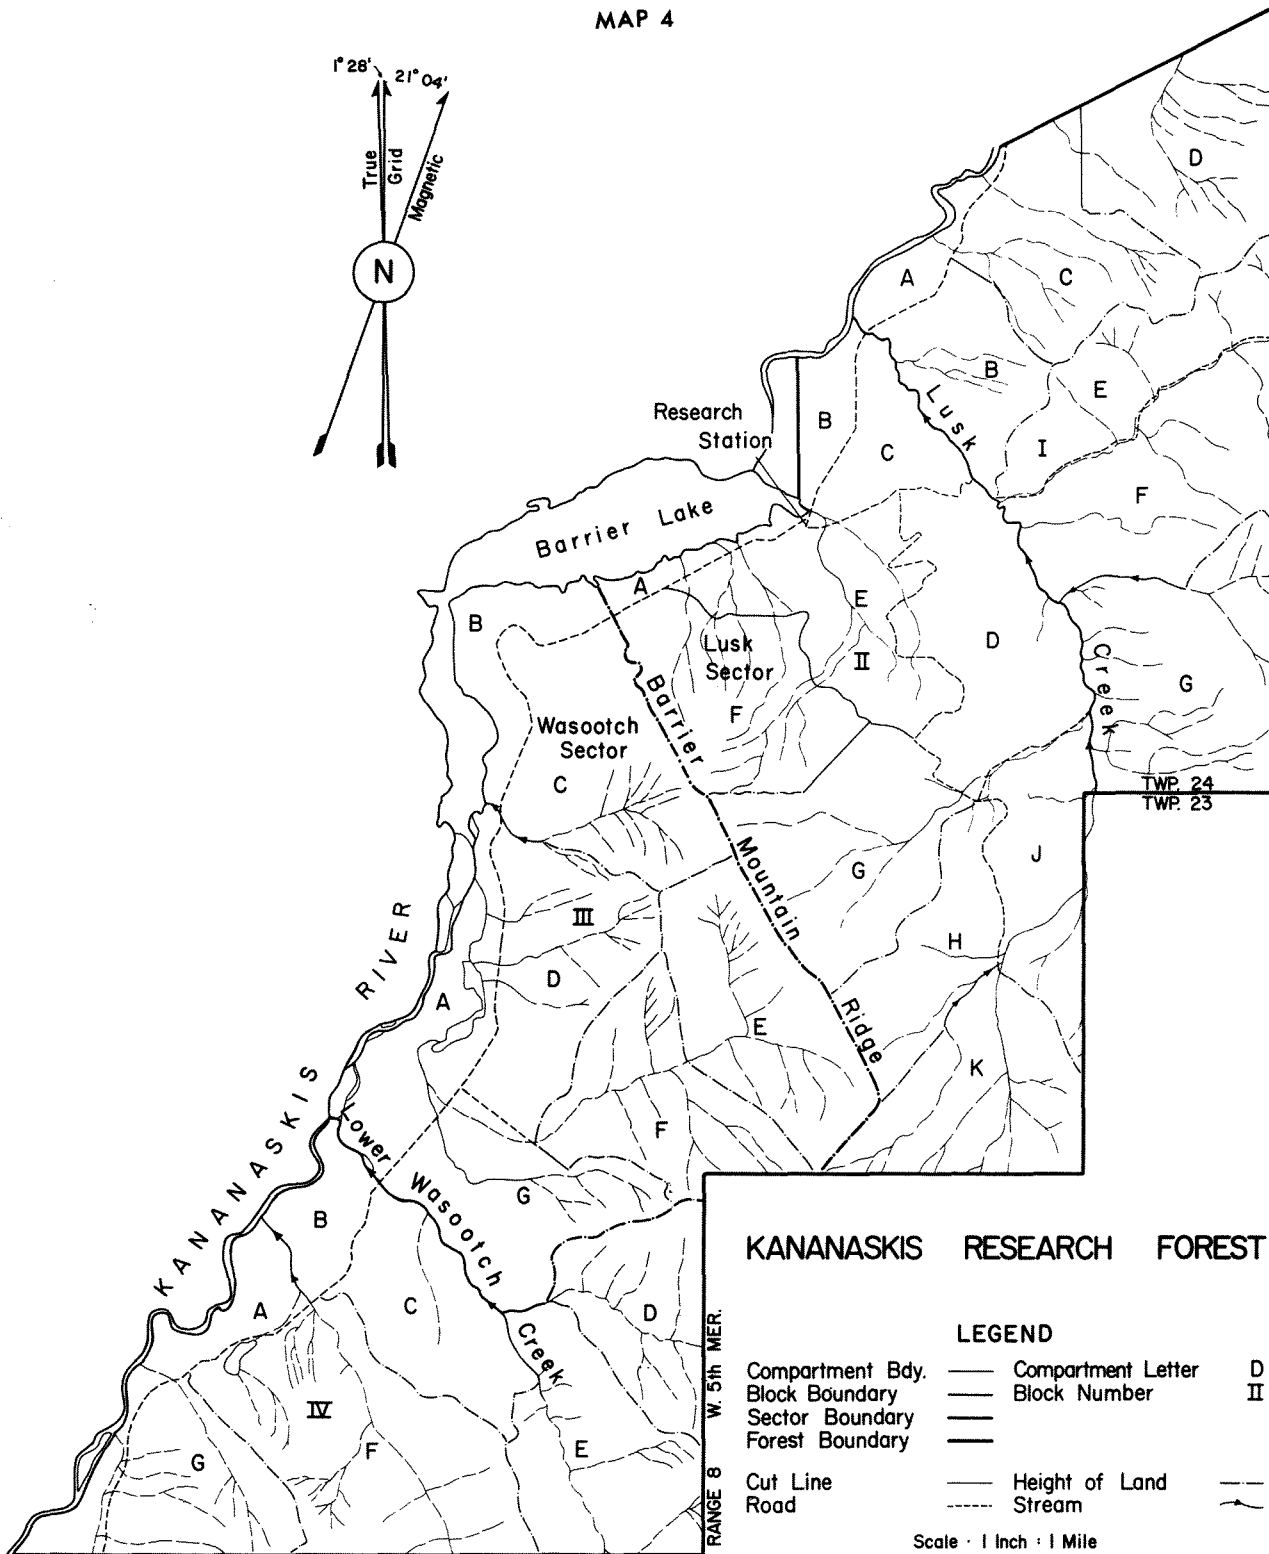 MAP 4
1° 28' 21° 04'
True
Grid
Magnetic
N
D
A
C
B
E
Lusk
Research
Station
B
C
I
F
Barrier Lake
A
B
E
D
Lusk
Sector
II
Creek
G
F
Barrier
Wasootch
Sector
C
TWP. 24
TWP. 23
Mountain
G
J
III
H
RIVER
D
A
Ridge
E
K
KANANASKIS
Lower
F
Wasootch
G
B
A
C
D
Creek
IV
F
E
G
RANGE 8 W. 5th MER.
KANANASKIS RESEARCH FOREST
LEGEND
Compartment Bdy. Compartment Letter D
Block Boundary Block Number II
Sector Boundary
Forest Boundary
Cut Line Height of Land
Road Stream
Scale · 1 Inch : 1 Mile